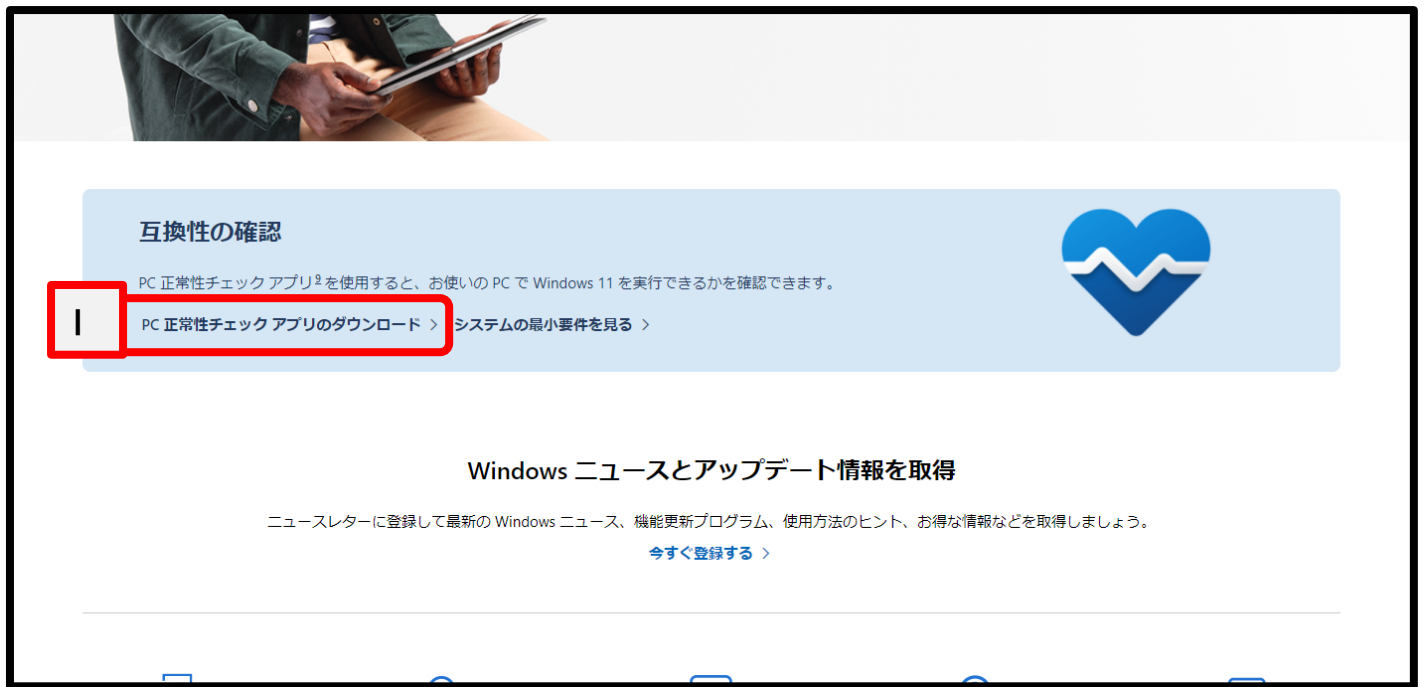 互換性の確認
PC 正常性チェック アプリ9 を使用すると、お使いの PC で Windows 11 を実行できるかを確認できます。
I PC 正常性チェック アプリのダウンロード > システムの最小要件を見る >
Windows ニュースとアップデート情報を取得
ニュースレターに登録して最新の Windows ニュース、機能更新プログラム、使用方法のヒント、お得な情報などを取得しましょう。
今すぐ登録する >